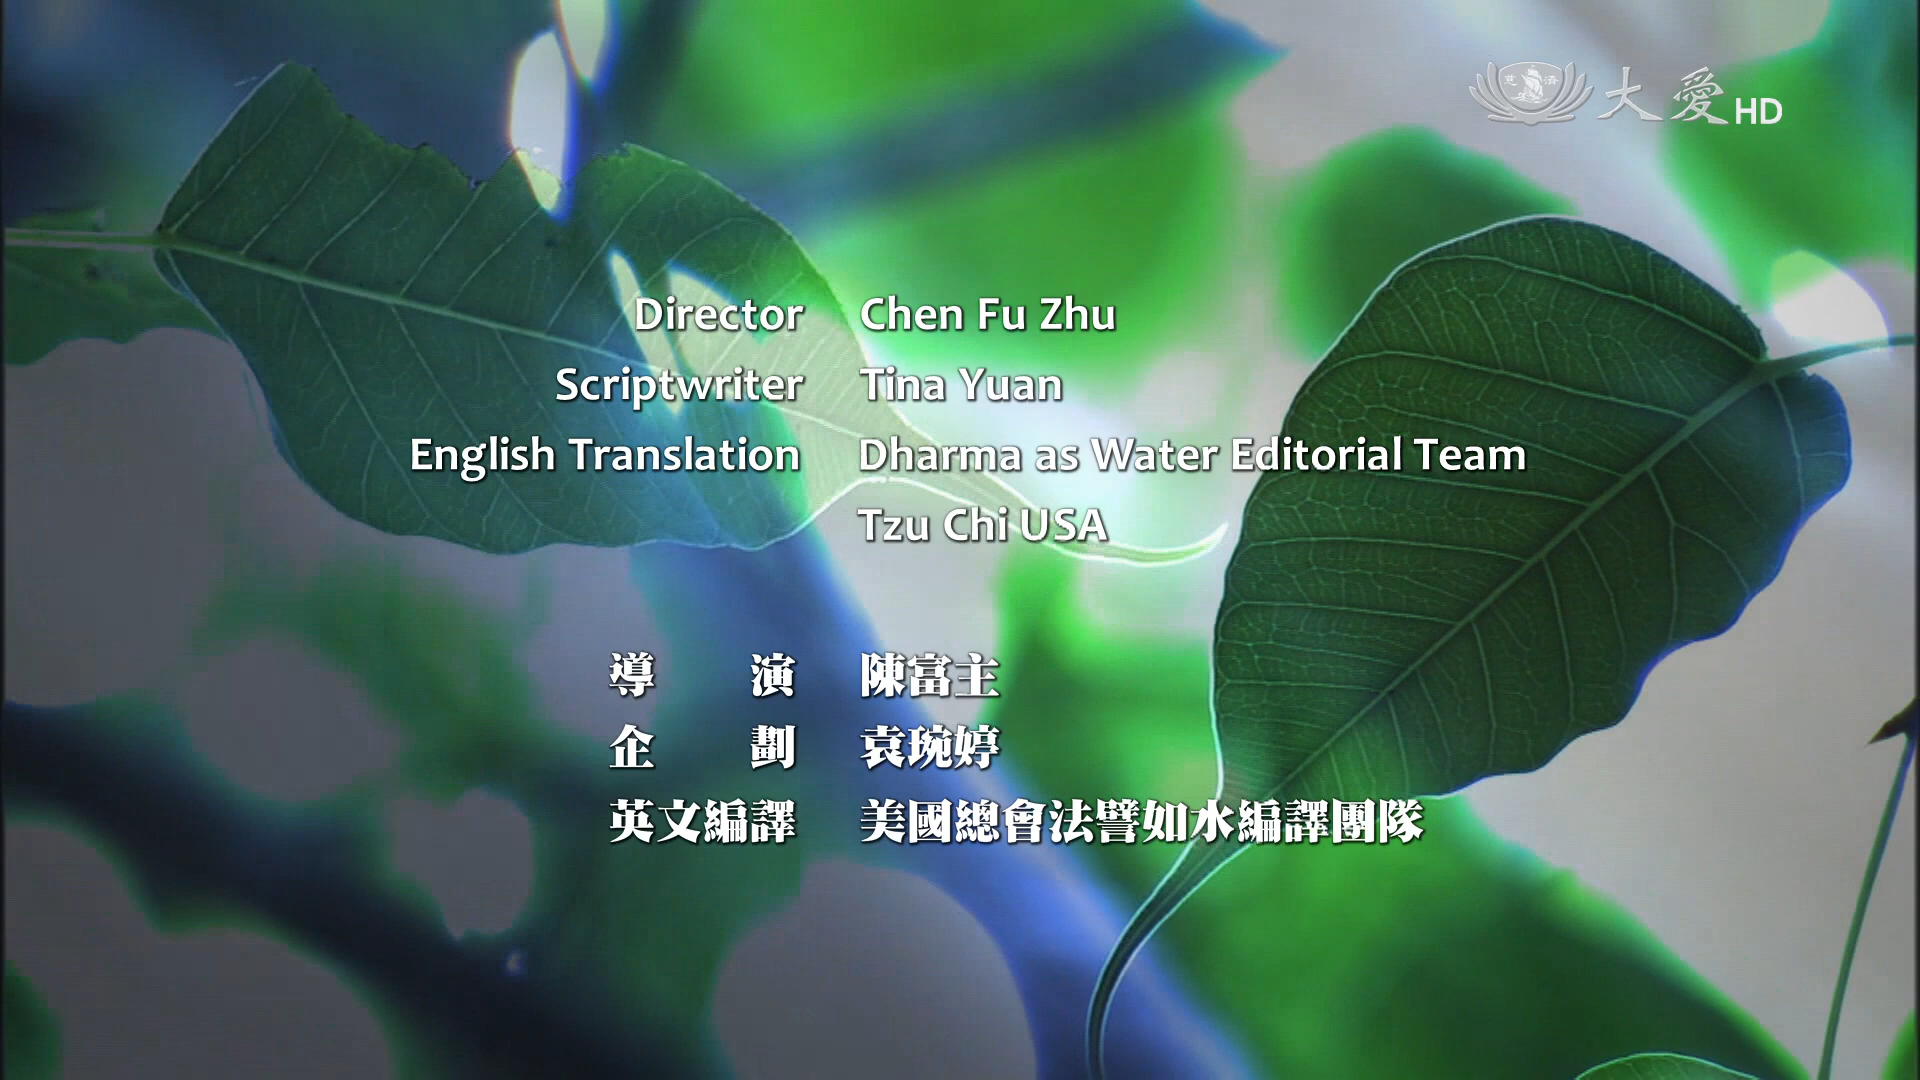 大愛HD
Director Chen Fu Zhu
Scriptwriter Tina Yuan
English Translation Dharma as Water Editorial Team
Tzu Chi USA
導演 陳富主
企劃 袁琬婷
英文編譯 美國總會法譬如水編譯團隊